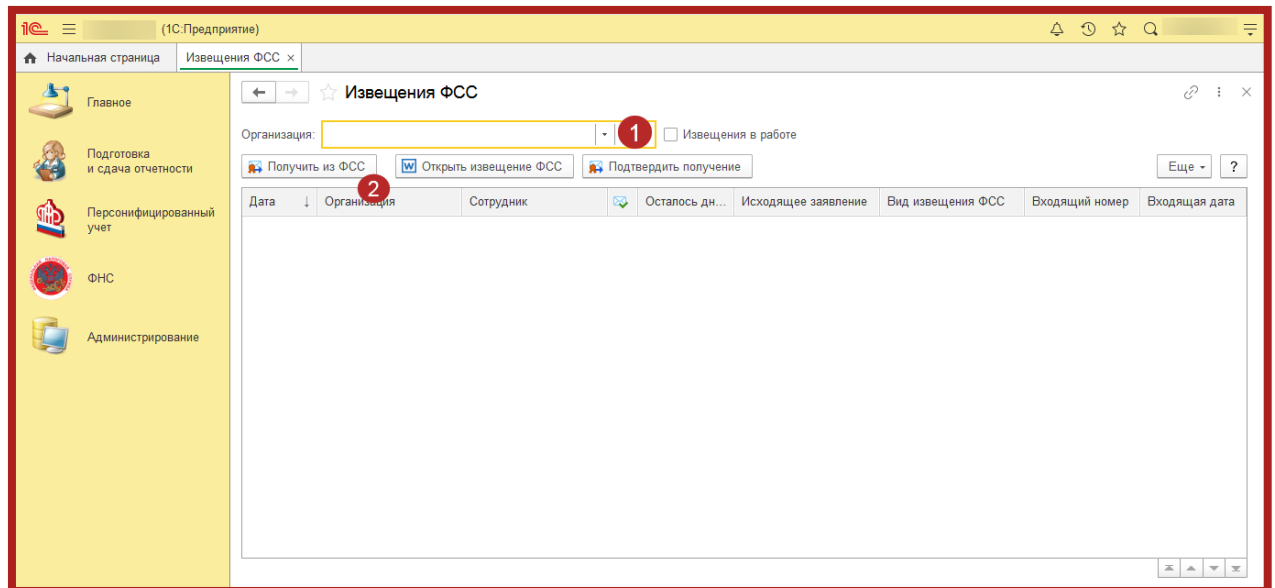 1С (1С:Предприятие)
Начальная страница Извещения ФСС ×
Главное
Подготовка
и сдача отчетности
Персонифицированный
учет
ФНС
Администрирование
Извещения ФСС
Организация: 1 Извещения в работе
Получить из ФСС W Открыть извещение ФСС Подтвердить получение Еще ?
2
Дата ↓ Организация Сотрудник Осталось дн... Исходящее заявление Вид извещения ФСС Входящий номер Входящая дата